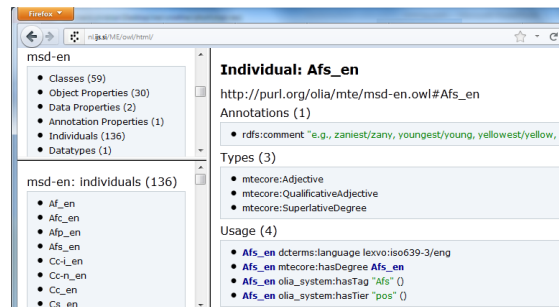 Firefox
nl.ijs.si/ME/owl/html/
msd-en
Classes (59)
Object Properties (30)
Data Properties (2)
Annotation Properties (1)
Individuals (136)
Datatypes (1)
msd-en: individuals (136)
Af_en
Afc_en
Afp_en
Afs_en
Cc-i_en
Cc-n_en
Cc_en
Cs_en
Individual: Afs_en
http://purl.org/olia/mte/msd-en.owl#Afs_en
Annotations (1)
rdfs:comment "e.g., zaniest/zany, youngest/young, yellowest/yellow,
Types (3)
mtecore:Adjective
mtecore:QualificativeAdjective
mtecore:SuperlativeDegree
Usage (4)
Afs_en dcterms:language lexvo:iso639-3/eng
Afs_en mtecore:hasDegree Afs_en
Afs_en olia_system:hasTag "Afs" ()
Afs_en olia_system:hasTier "pos" ()